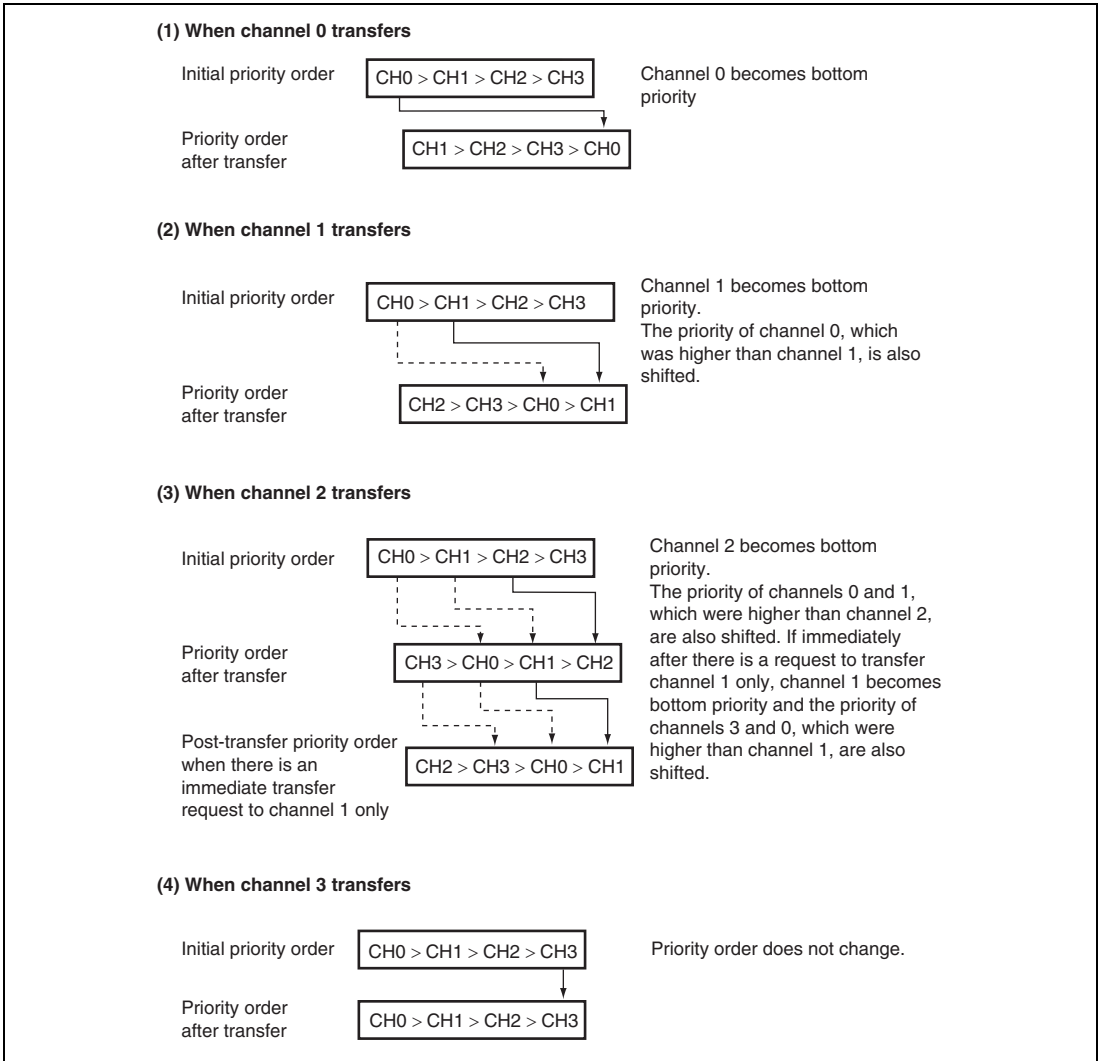 (1) When channel 0 transfers
Initial priority order
CH0 > CH1 > CH2 > CH3
Channel 0 becomes bottom
priority
Priority order
after transfer
CH1 > CH2 > CH3 > CH0
(2) When channel 1 transfers
Initial priority order
CH0 > CH1 > CH2 > CH3
Channel 1 becomes bottom
priority.
The priority of channel 0, which
was higher than channel 1, is also
shifted.
Priority order
after transfer
CH2 > CH3 > CH0 > CH1
(3) When channel 2 transfers
Initial priority order
CH0 > CH1 > CH2 > CH3
Channel 2 becomes bottom
priority.
The priority of channels 0 and 1,
which were higher than channel 2,
are also shifted. If immediately
after there is a request to transfer
channel 1 only, channel 1 becomes
bottom priority and the priority of
channels 3 and 0, which were
higher than channel 1, are also
shifted.
Priority order
after transfer
CH3 > CH0 > CH1 > CH2
Post-transfer priority order
when there is an
immediate transfer
request to channel 1 only
CH2 > CH3 > CH0 > CH1
(4) When channel 3 transfers
Initial priority order
CH0 > CH1 > CH2 > CH3
Priority order does not change.
Priority order
after transfer
CH0 > CH1 > CH2 > CH3